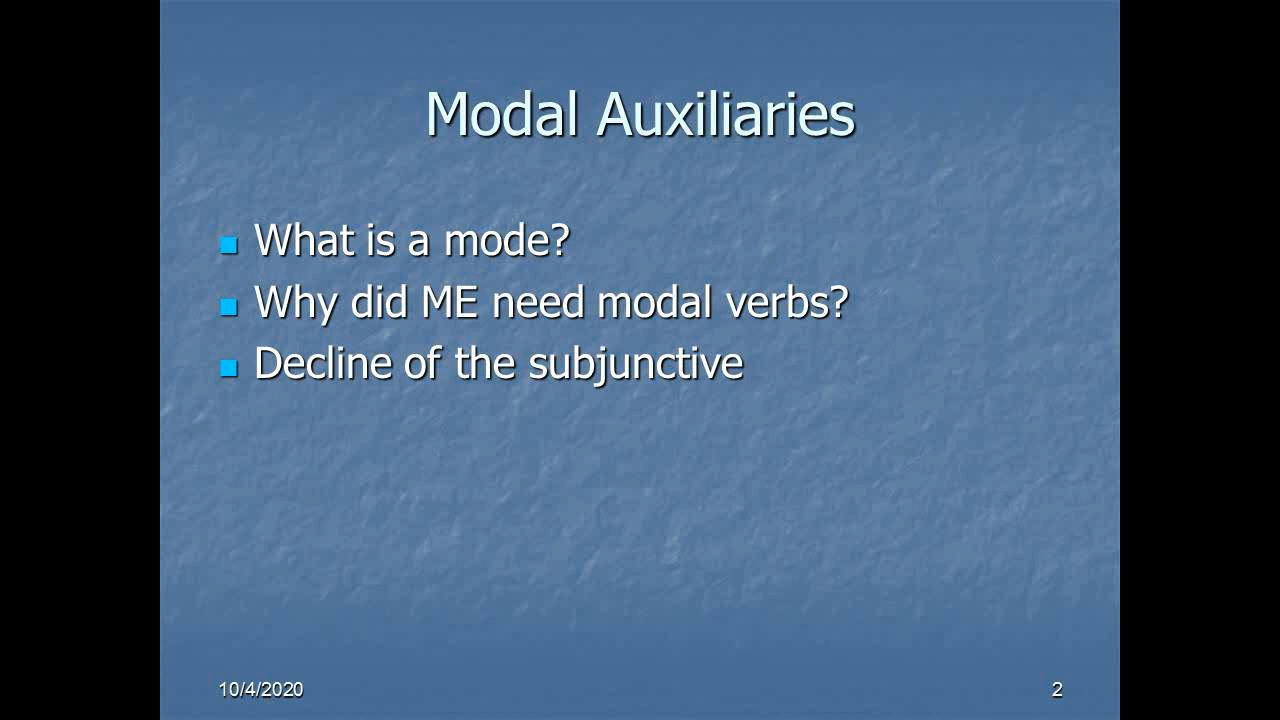 Modal Auxiliaries
What is a mode?
Why did ME need modal verbs?
Decline of the subjunctive
10/4/2020
2